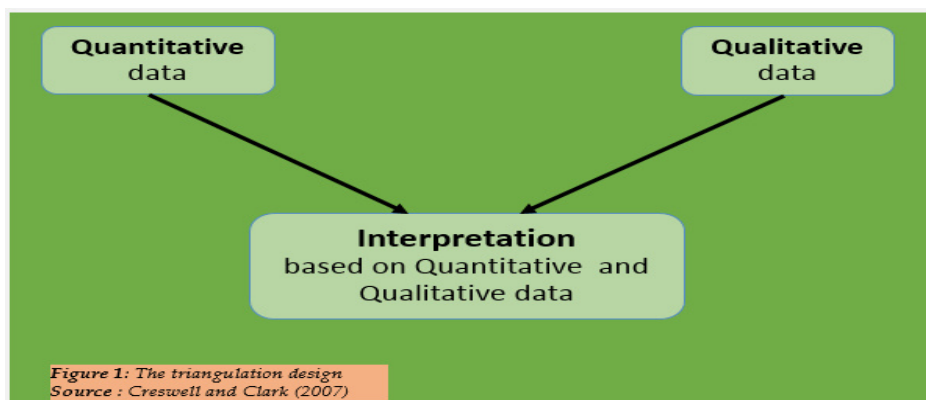 Quantitative
data
Qualitative
data
Interpretation
based on Quantitative and
Qualitative data
Figure 1: The triangulation design
Source : Creswell and Clark (2007)